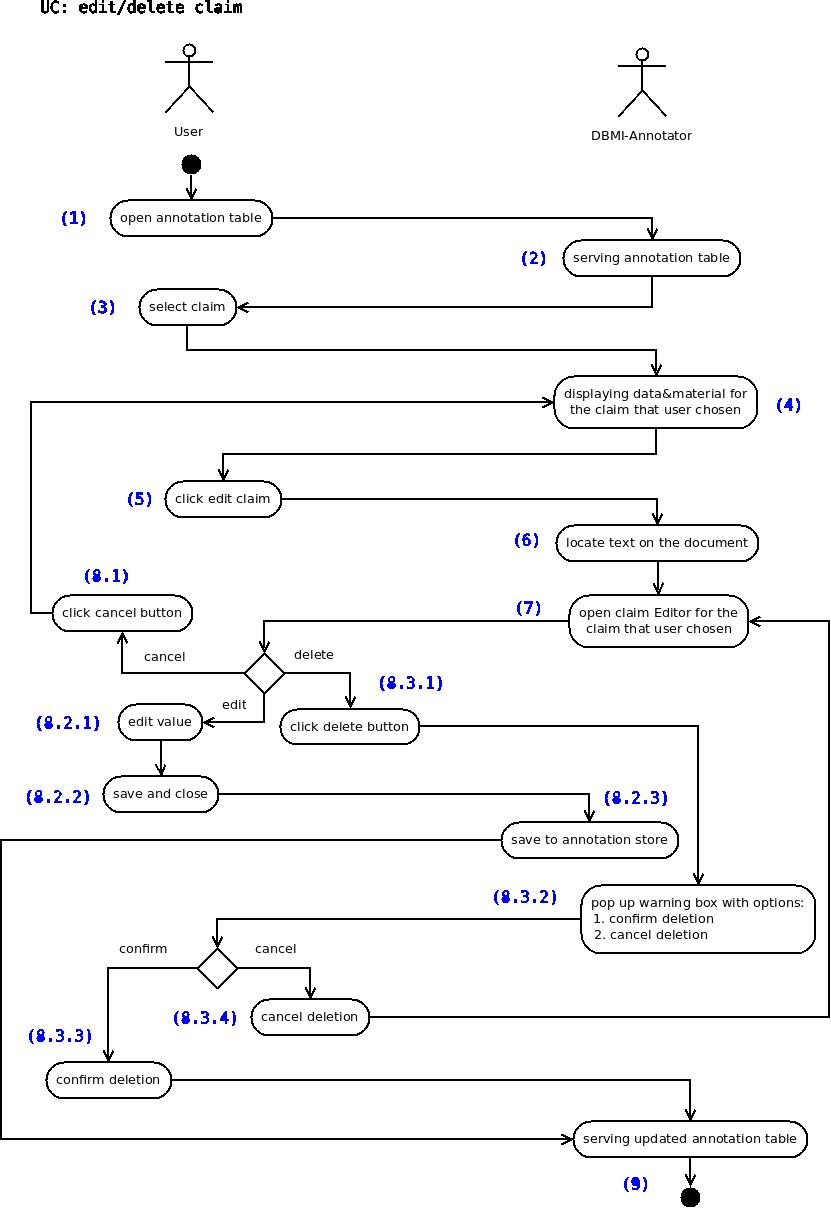 UC: edit/delete claim
User
DBMI-Annotator
(1)
open annotation table
(2)
serving annotation table
(3)
select claim
displaying data&material for
the claim that user chosen
(4)
(5)
click edit claim
(6)
locate text on the document
(8.1)
click cancel button
(7)
open claim Editor for the
claim that user chosen
cancel
delete
(8.3.1)
edit
(8.2.1)
edit value
click delete button
(8.2.2)
save and close
(8.2.3)
save to annotation store
(8.3.2)
pop up warning box with options:
1. confirm deletion
2. cancel deletion
confirm
cancel
(8.3.4)
cancel deletion
(8.3.3)
confirm deletion
serving updated annotation table
(9)